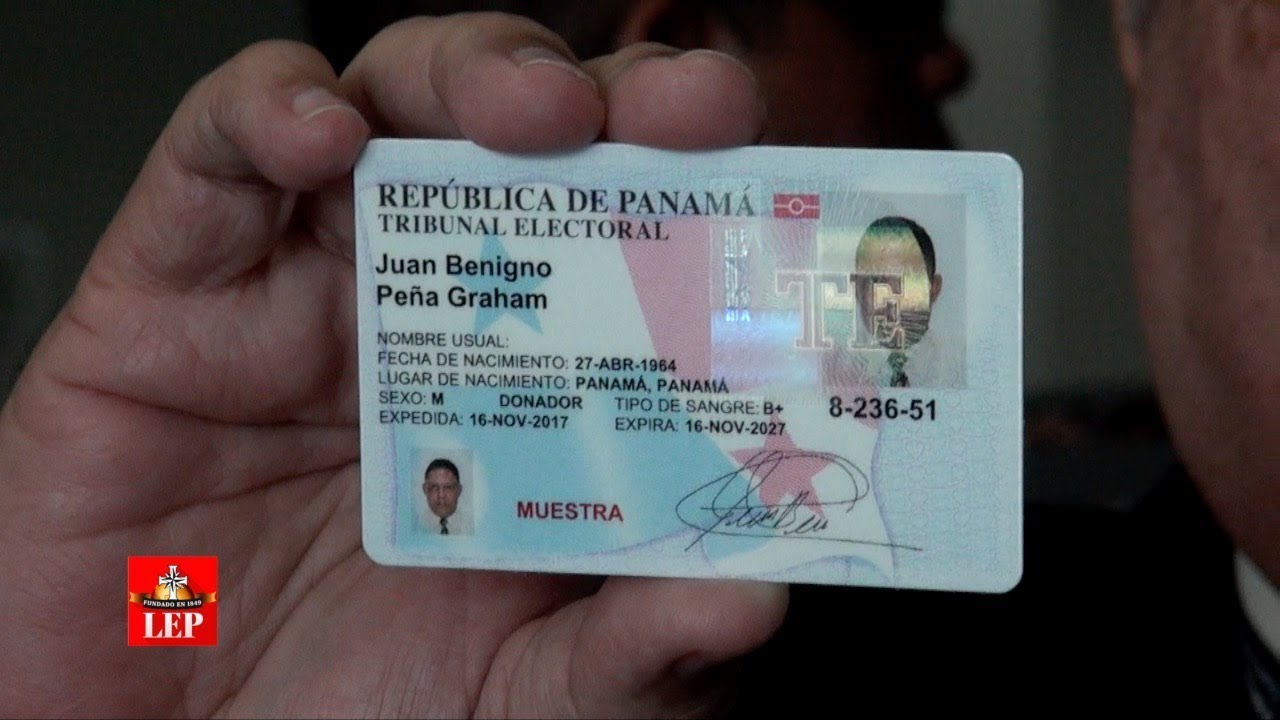 REPÚBLICA DE PANAMÁ
TRIBUNAL ELECTORAL
Juan Benigno
Peña Graham
NOMBRE USUAL:
FECHA DE NACIMIENTO: 27-ABR-1964
LUGAR DE NACIMIENTO: PANAMÁ, PANAMÁ
SEXO: M DONADOR TIPO DE SANGRE: B+
EXPEDIDA: 16-NOV-2017 EXPIRA: 16-NOV-2027
TE
8-236-51
MUESTRA
FUNDADO EN 1849
LEP